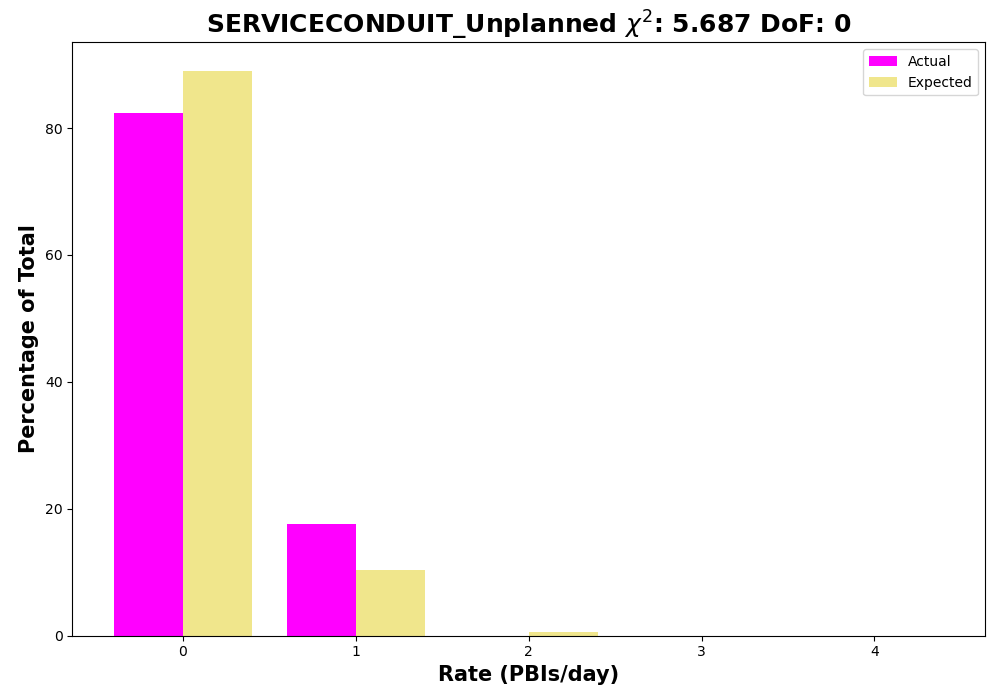 SERVICECONDUIT_Unplanned χ²: 5.687 DoF: 0
Actual
Expected
Percentage of Total
80
60
40
20
0
0 1 2 3 4
Rate (PBIs/day)